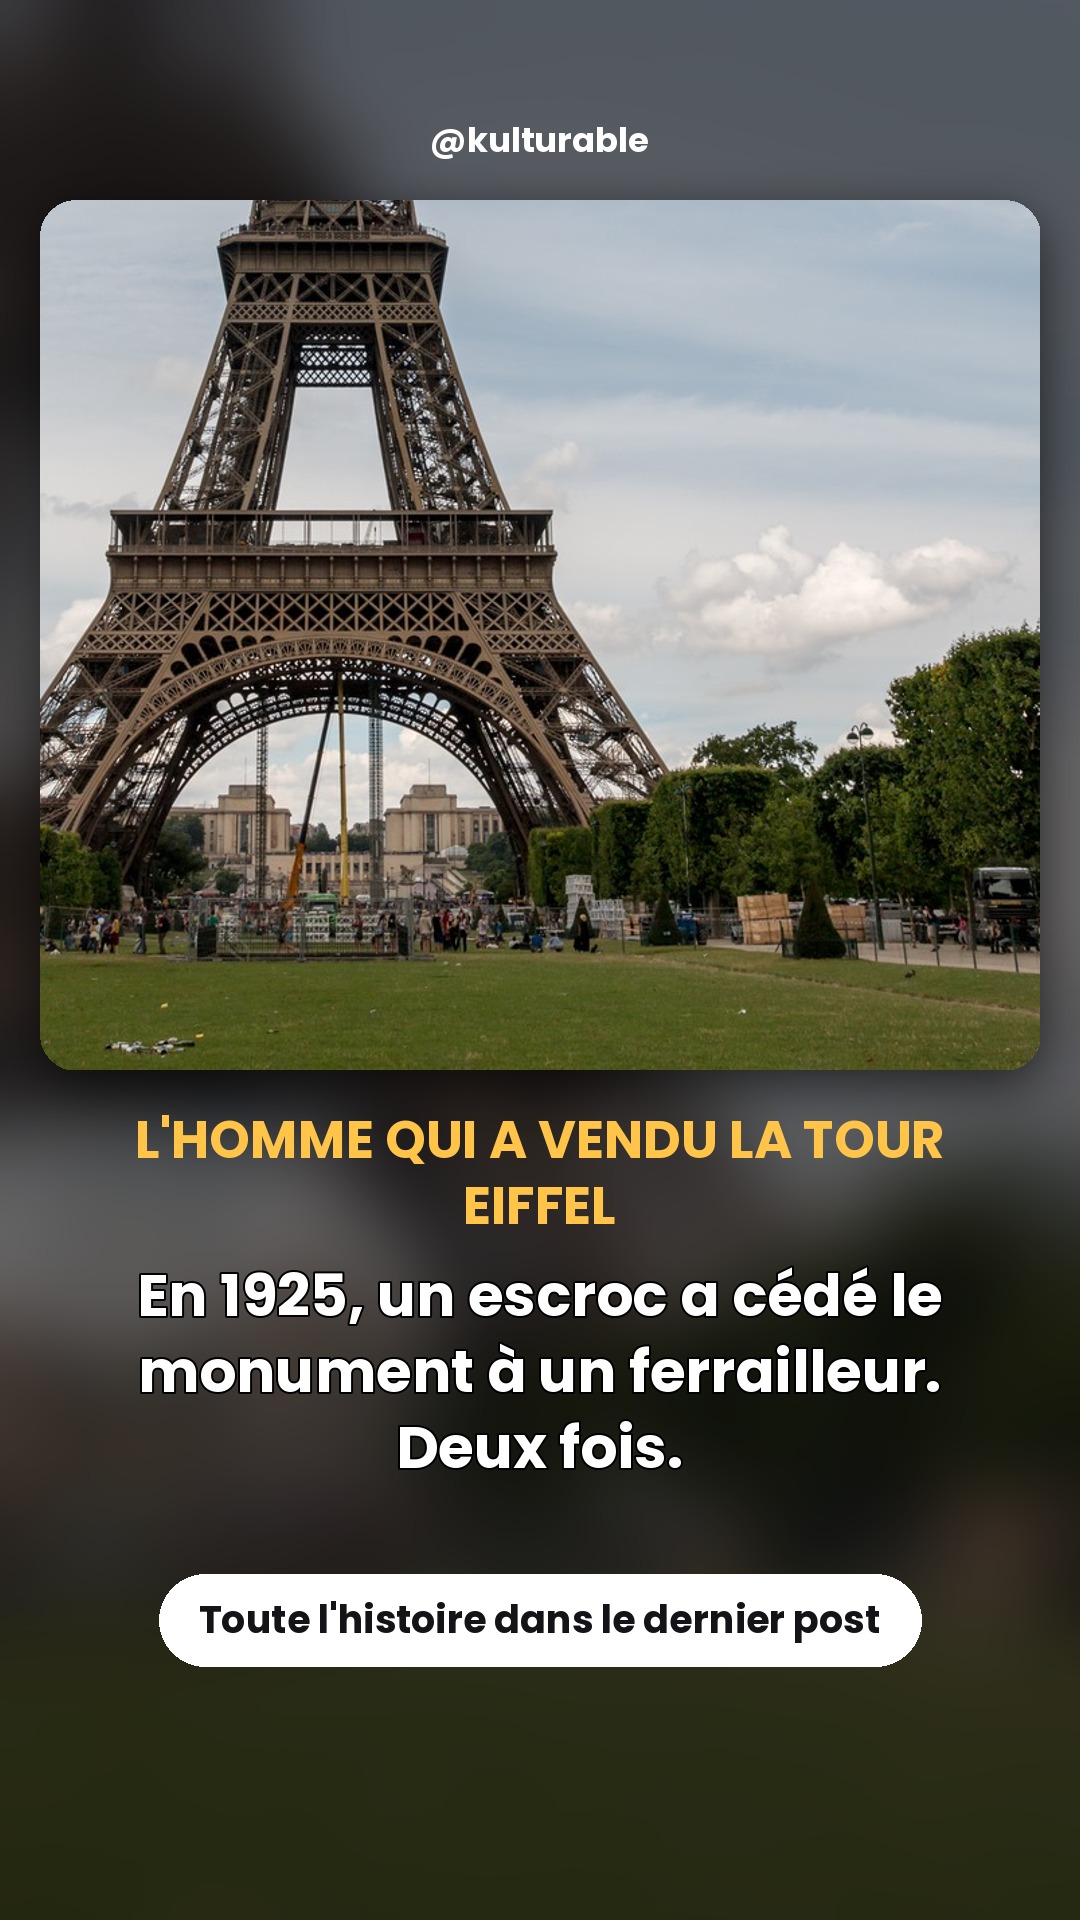 @kulturable
L'HOMME QUI A VENDU LA TOUR
EIFFEL
En 1925, un escroc a cédé le
monument à un ferrailleur.
Deux fois.
Toute l'histoire dans le dernier post